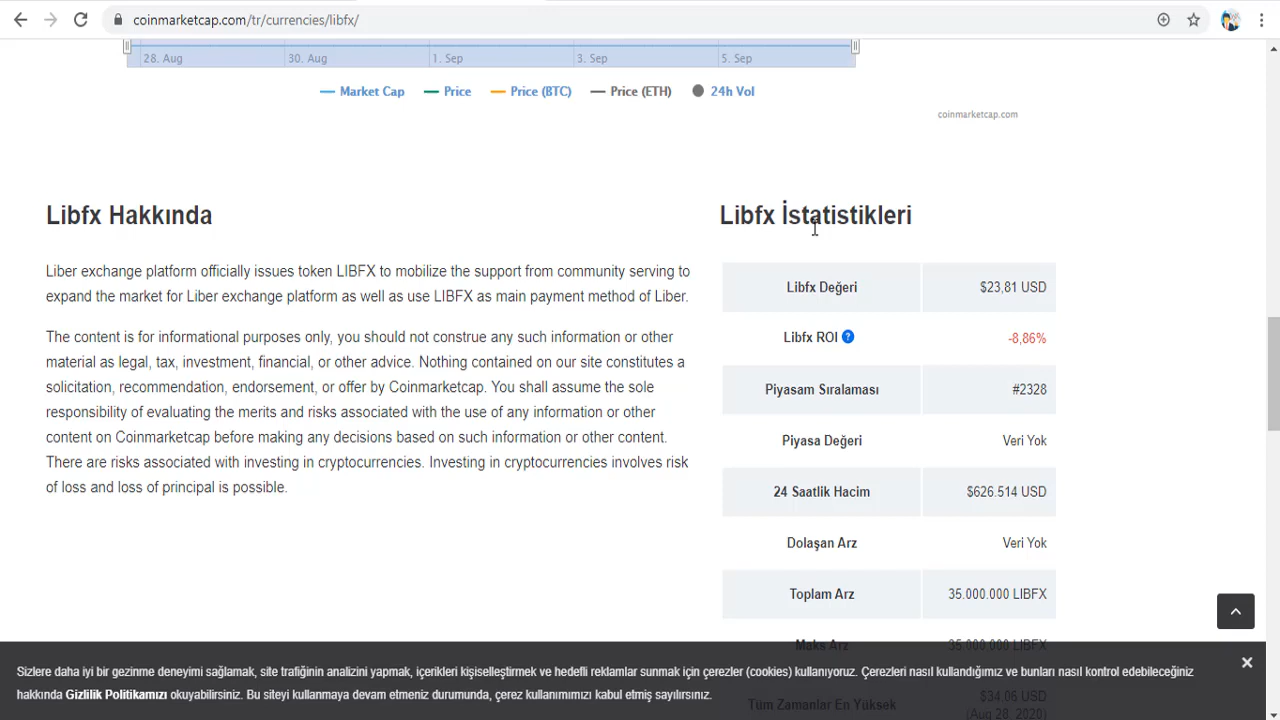 coinmarketcap.com/tr/currencies/libfx/
28. Aug
30. Aug
1. Sep
3. Sep
5. Sep
Market Cap
Price
Price (BTC)
Price (ETH)
24h Vol
coinmarketcap.com
Libfx Hakkında
Liber exchange platform officially issues token LIBFX to mobilize the support from community serving to
expand the market for Liber exchange platform as well as use LIBFX as main payment method of Liber.
The content is for informational purposes only, you should not construe any such information or other
material as legal, tax, investment, financial, or other advice. Nothing contained on our site constitutes a
solicitation, recommendation, endorsement, or offer by Coinmarketcap. You shall assume the sole
responsibility of evaluating the merits and risks associated with the use of any information or other
content on Coinmarketcap before making any decisions based on such information or other content.
There are risks associated with investing in cryptocurrencies. Investing in cryptocurrencies involves risk
of loss and loss of principal is possible.
Libfx İstatistikleri
Libfx Değeri $23,81 USD
Libfx ROI ? -8,86%
Piyasam Sıralaması #2328
Piyasa Değeri Veri Yok
24 Saatlik Hacim $626.514 USD
Dolaşan Arz Veri Yok
Toplam Arz 35.000.000 LIBFX
Maks Arz 35.000.000 LIBFX
Tüm Zamanlar En Yüksek $34.06 USD
(Aug 28, 2020)
Sizlere daha iyi bir gezinme deneyimi sağlamak, site trafiğinin analizini yapmak, içerikleri kişiselleştirmek ve hedefli reklamlar sunmak için çerezler (cookies) kullanıyoruz. Çerezleri nasıl kullandığımız ve bunları nasıl kontrol edebileceğiniz
hakkında Gizlilik Politikamızı okuyabilirsiniz. Bu siteyi kullanmaya devam etmeniz durumunda, çerez kullanımımızı kabul etmiş sayılırsınız.